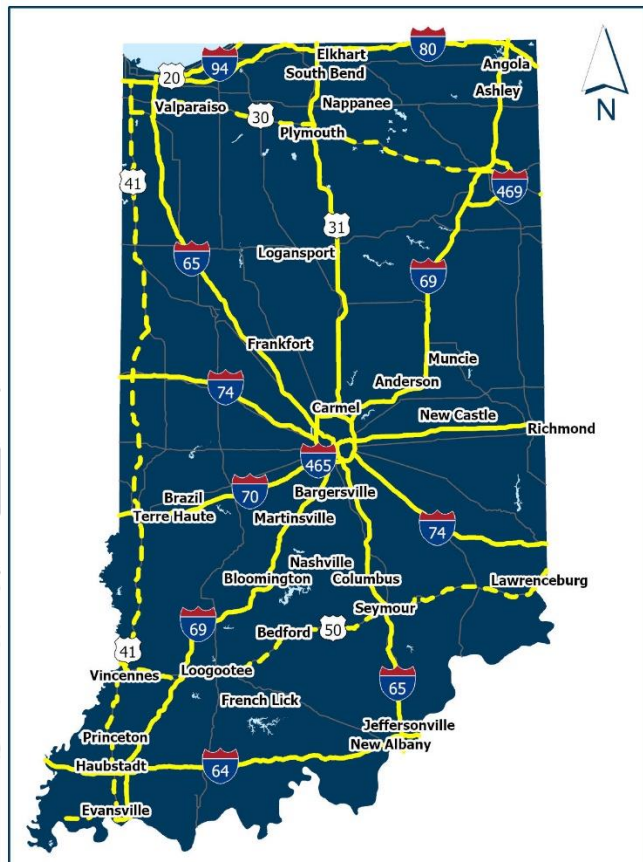 Elkhart
80
94
Angola
South Bend
20
Ashley
Nappanee
Valparaiso
30
Plymouth
N
41
469
31
Logansport
65
69
Frankfort
Muncie
74
Anderson
Carmel
New Castle
Richmond
465
Bargersville
70
Brazil
Terre Haute
Martinsville
74
Nashville
Bloomington
Columbus
Lawrenceburg
Seymour
69
50
Bedford
41
Loogootee
Vincennes
65
French Lick
Jeffersonville
Princeton
New Albany
Haubstadt
64
Evansville